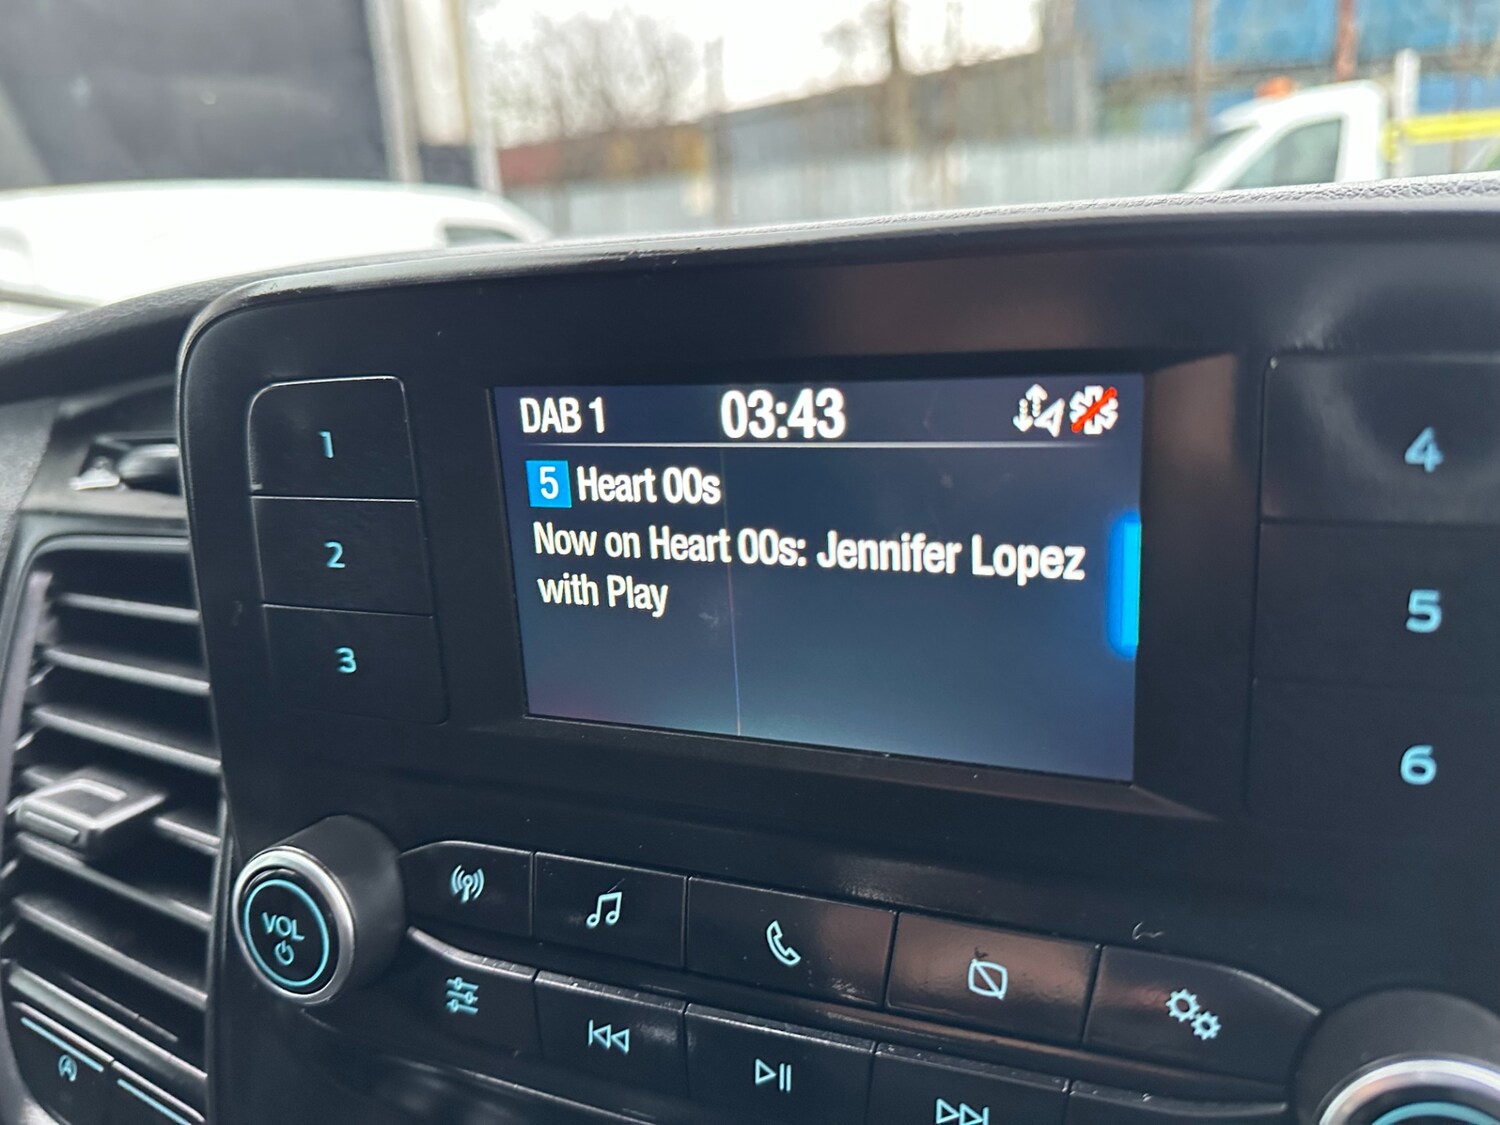 DAB 1 03:43
5 Heart 00s
Now on Heart 00s: Jennifer Lopez
with Play
1
2
3
4
5
6
VOL
A